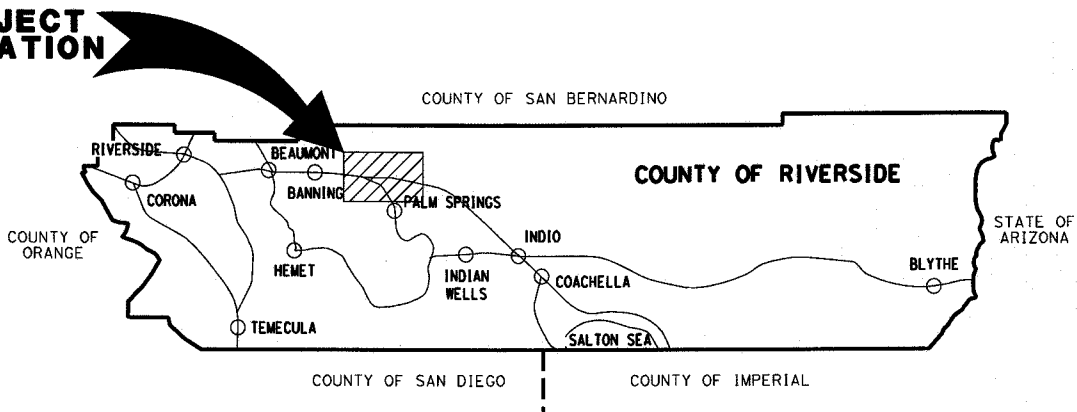 JECT
ATION
COUNTY OF SAN BERNARDINO
RIVERSIDE
BEAUMONT
BANNING
CORONA
COUNTY OF RIVERSIDE
PALM SPRINGS
COUNTY OF
ORANGE
STATE OF
ARIZONA
HEMET
INDIAN
WELLS
INDIO
COACHELLA
BLYTHE
TEMECULA
SALTON SEA
COUNTY OF SAN DIEGO
COUNTY OF IMPERIAL